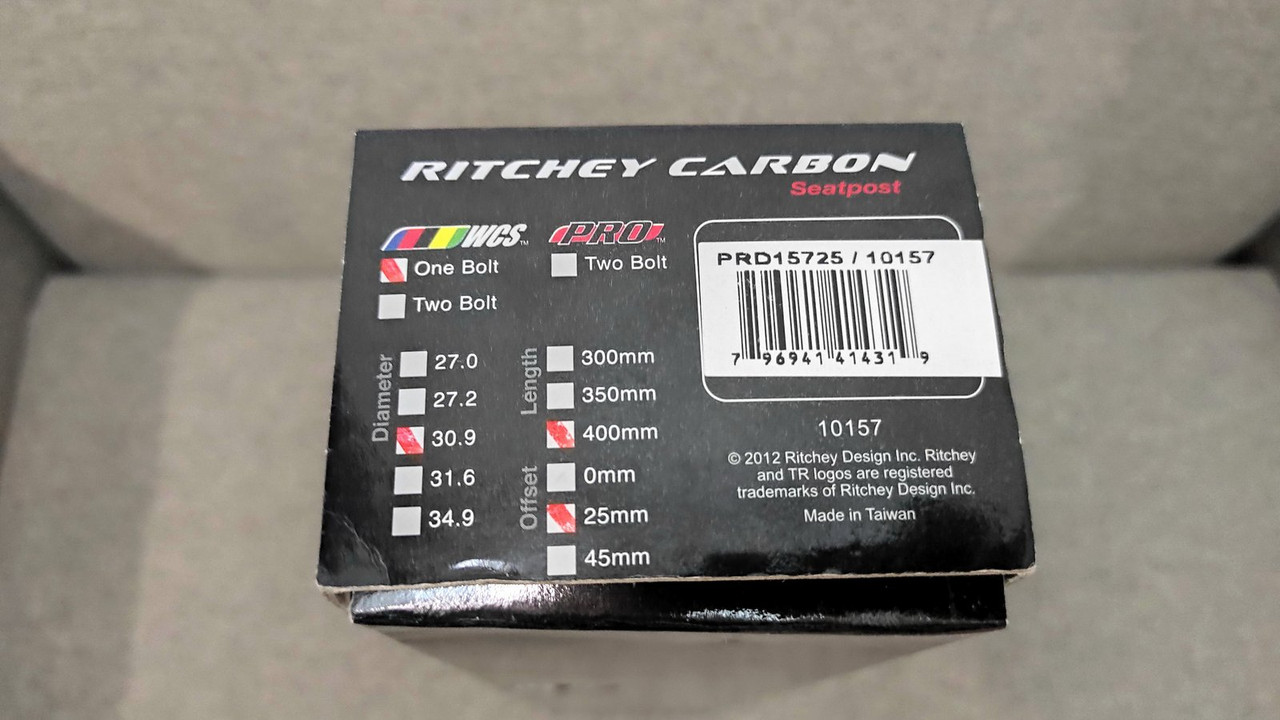 RITCHEY CARBON
Seatpost
WCS™
One Bolt
Two Bolt
PRO™
Two Bolt
Diameter
27.0
27.2
30.9
31.6
34.9
Length
300mm
350mm
400mm
Offset
0mm
25mm
45mm
PRD15725 / 10157
7 96941 41431 9
10157
© 2012 Ritchey Design Inc. Ritchey
and TR logos are registered
trademarks of Ritchey Design Inc.
Made in Taiwan